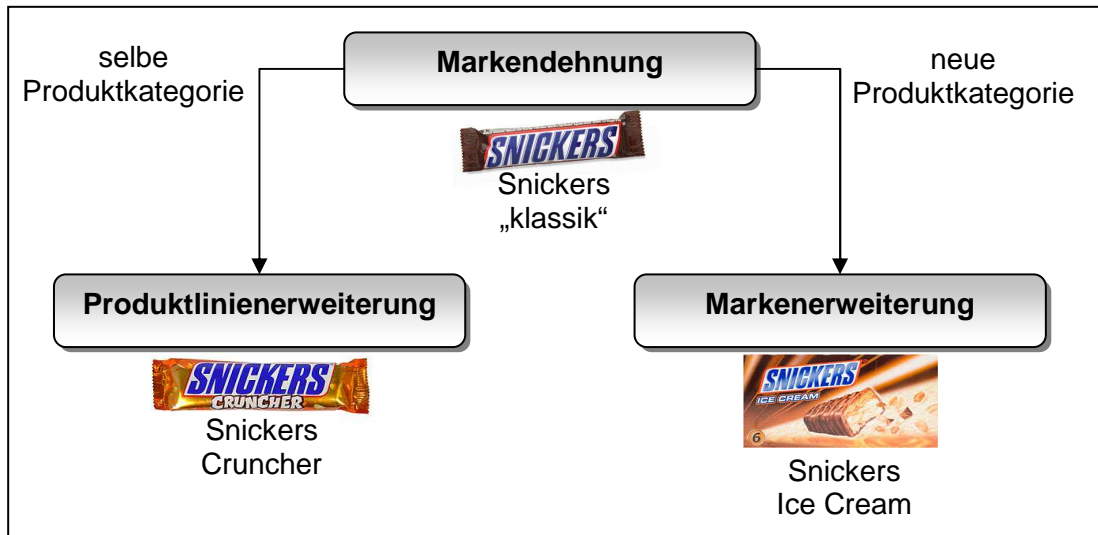 selbe
Produktkategorie
Markendehnung
neue
Produktkategorie
SNICKERS
Snickers
„klassik“
Produktlinienerweiterung
Markenerweiterung
SNICKERS
CRUNCHER
Snickers
Cruncher
SNICKERS
ICE CREAM
6
Snickers
Ice Cream